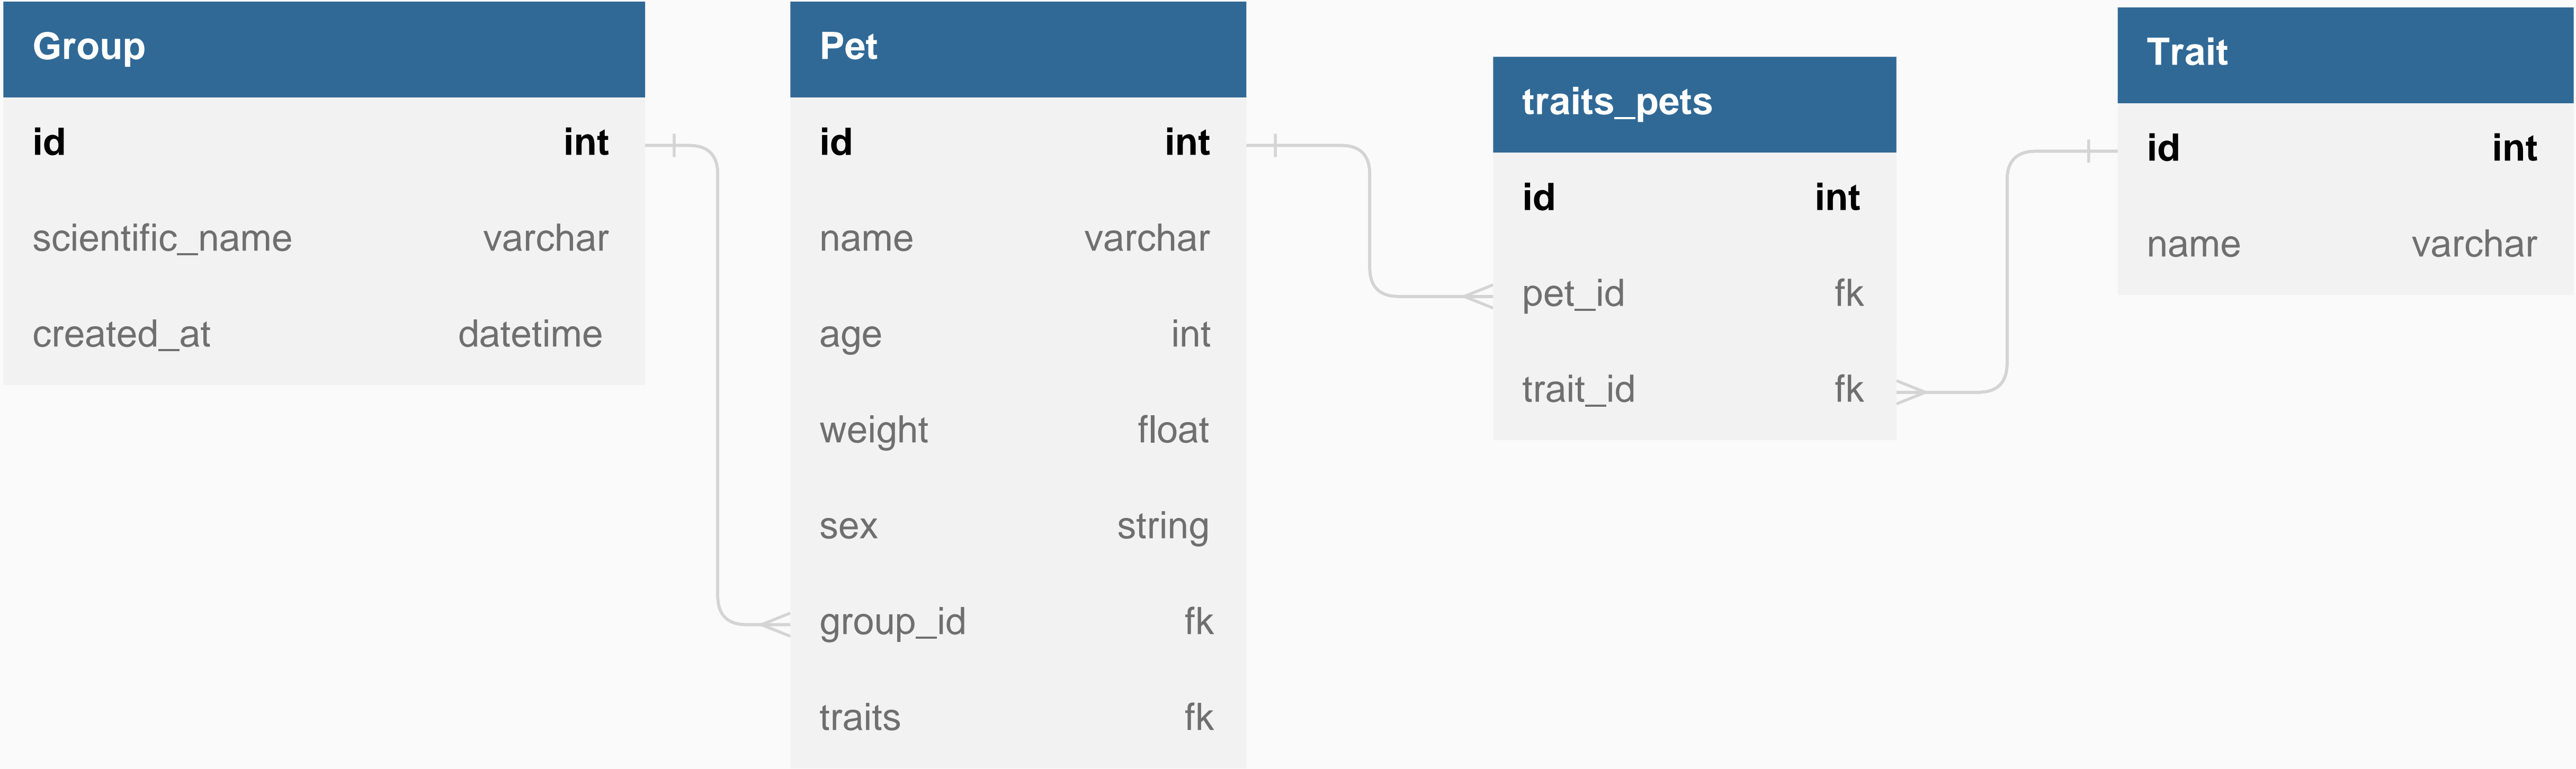 Group
id int
scientific_name varchar
created_at datetime
Pet
id int
name varchar
age int
weight float
sex string
group_id fk
traits fk
traits_pets
id int
pet_id fk
trait_id fk
Trait
id int
name varchar